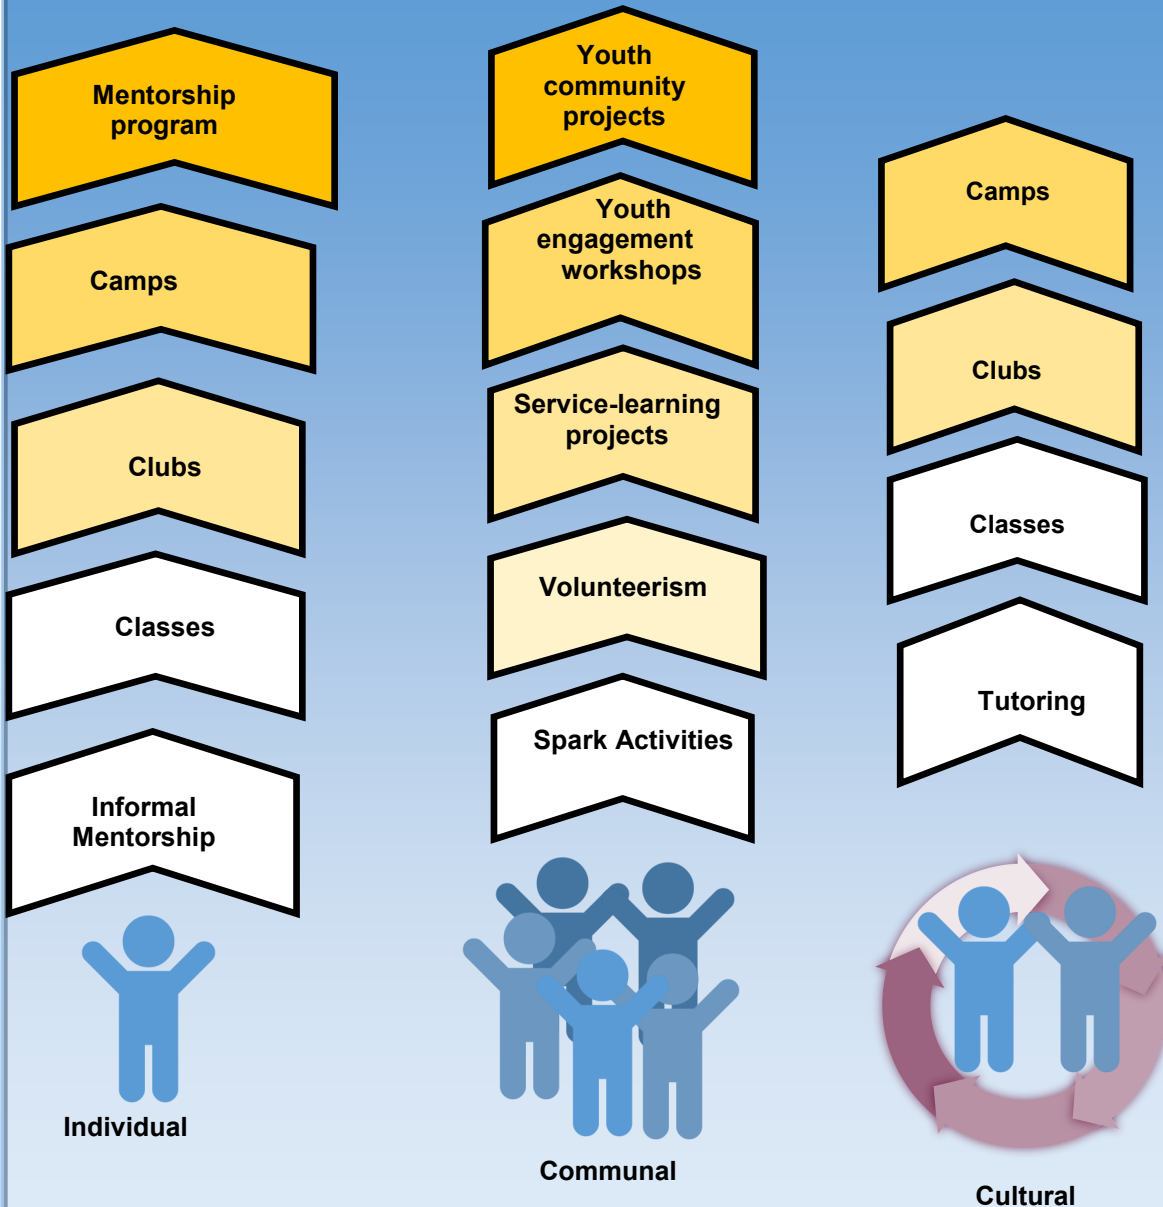 Mentorship
program
Camps
Clubs
Classes
Informal
Mentorship
Individual
Youth
community
projects
Youth
engagement
workshops
Service-learning
projects
Volunteerism
Spark Activities
Communal
Camps
Clubs
Classes
Tutoring
Cultural